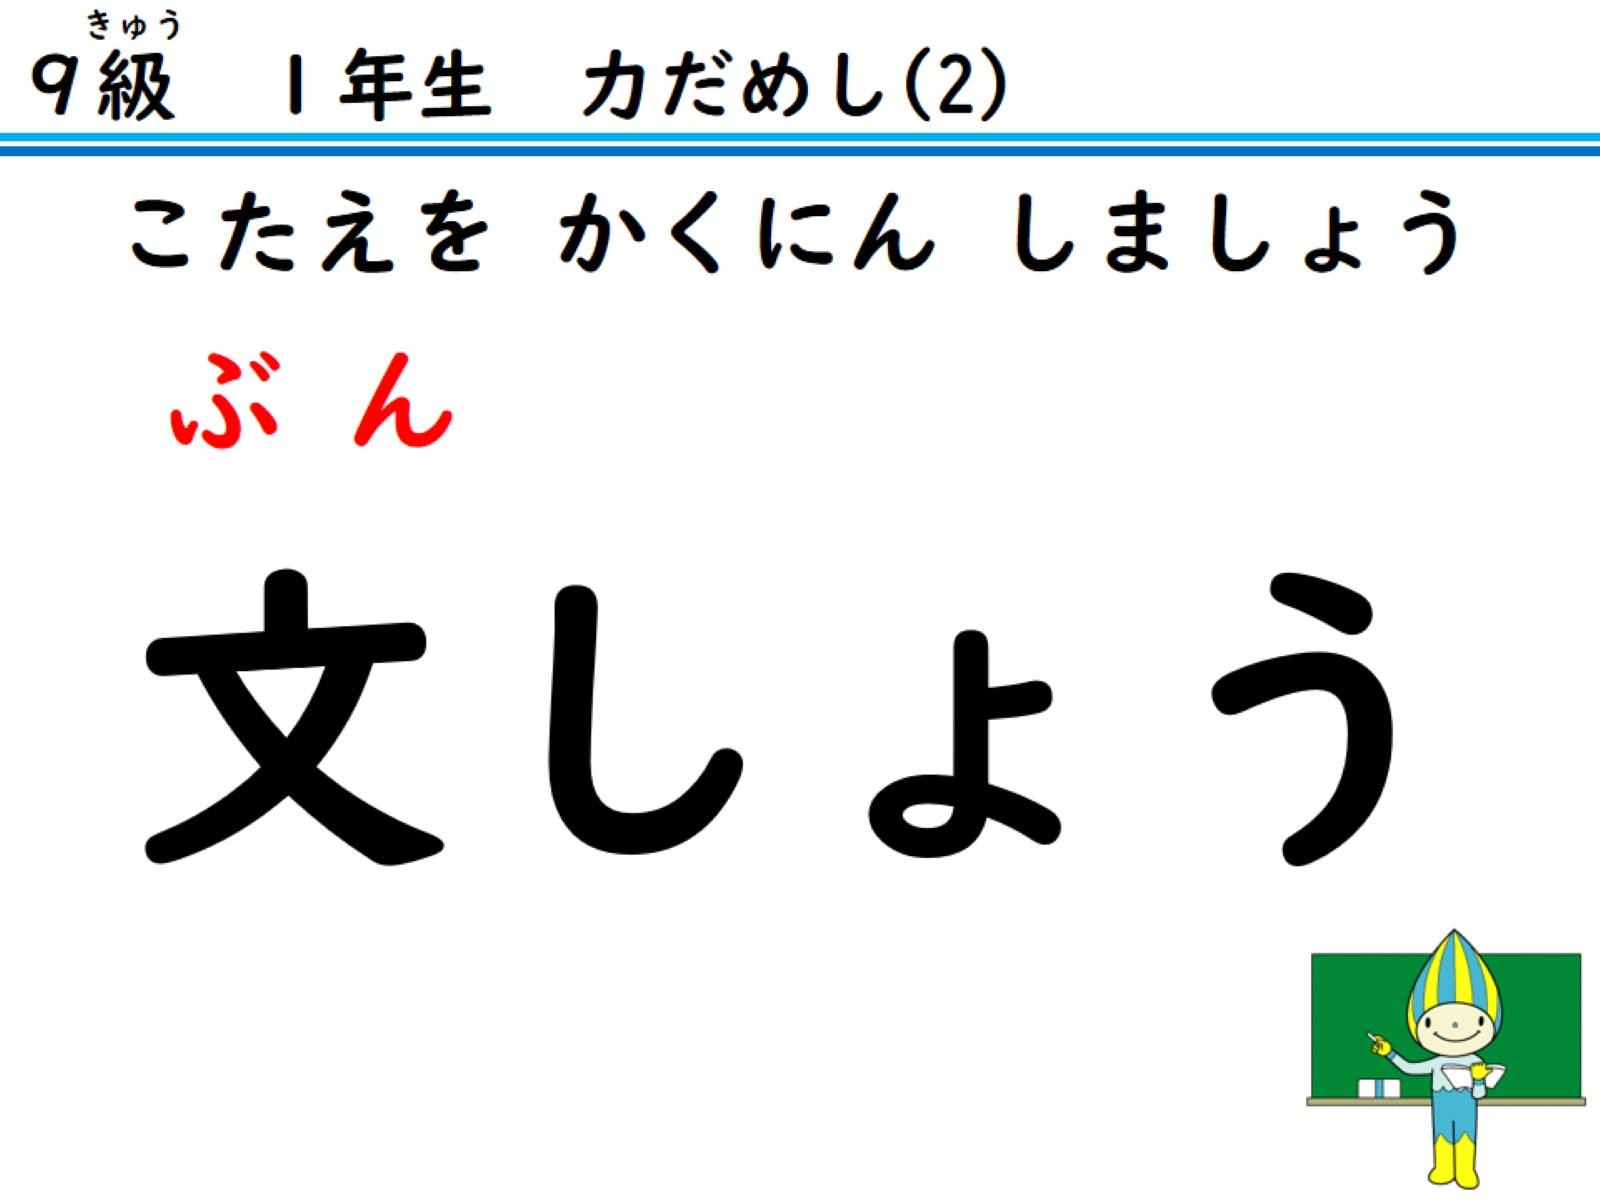 きゅう
9級　1年生　力だめし(2)
こたえを かくにん しましょう
ぶん
文しょう